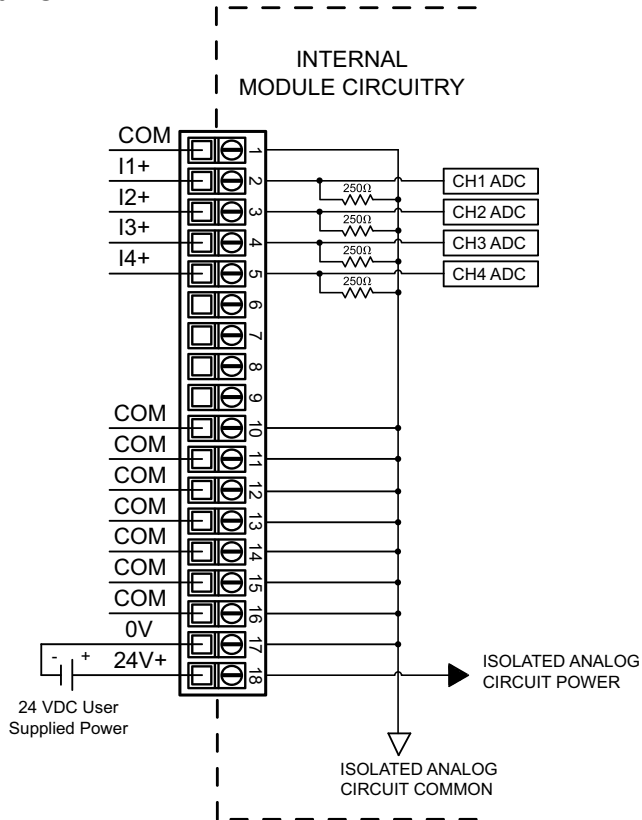 INTERNAL
MODULE CIRCUITRY
COM
1
I1+
2
250Ω
CH1 ADC
I2+
3
250Ω
CH2 ADC
I3+
4
250Ω
CH3 ADC
I4+
5
250Ω
CH4 ADC
6
7
8
9
COM
10
COM
11
COM
12
COM
13
COM
14
COM
15
COM
16
0V
17
- +
24V+
18
ISOLATED ANALOG
CIRCUIT POWER
24 VDC User
Supplied Power
ISOLATED ANALOG
CIRCUIT COMMON